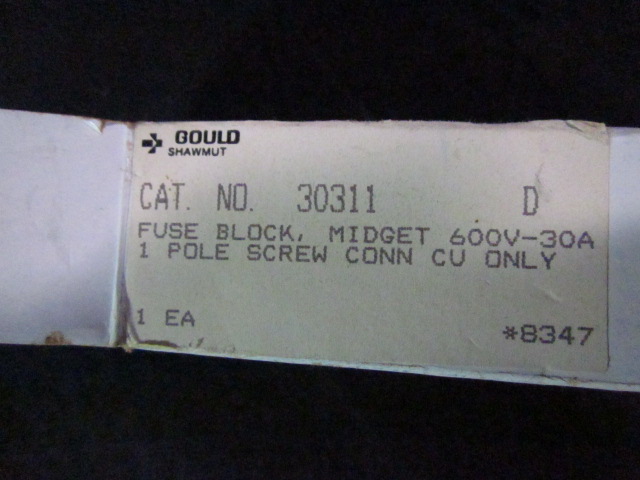 GOULD
SHAWMUT
CAT. NO. 30311 D
FUSE BLOCK, MIDGET 600V-30A
1 POLE SCREW CONN CU ONLY
1 EA
*8347